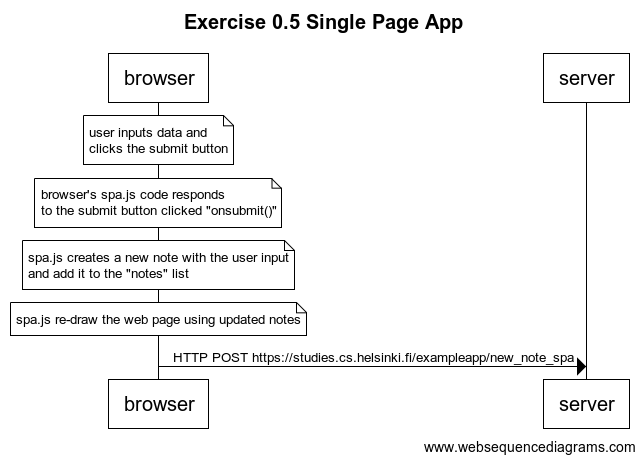 Exercise 0.5 Single Page App
browser
server
user inputs data and
clicks the submit button
browser's spa.js code responds
to the submit button clicked "onsubmit()"
spa.js creates a new note with the user input
and add it to the "notes" list
spa.js re-draw the web page using updated notes
HTTP POST https://studies.cs.helsinki.fi/exampleapp/new_note_spa
browser
server
www.websequencediagrams.com